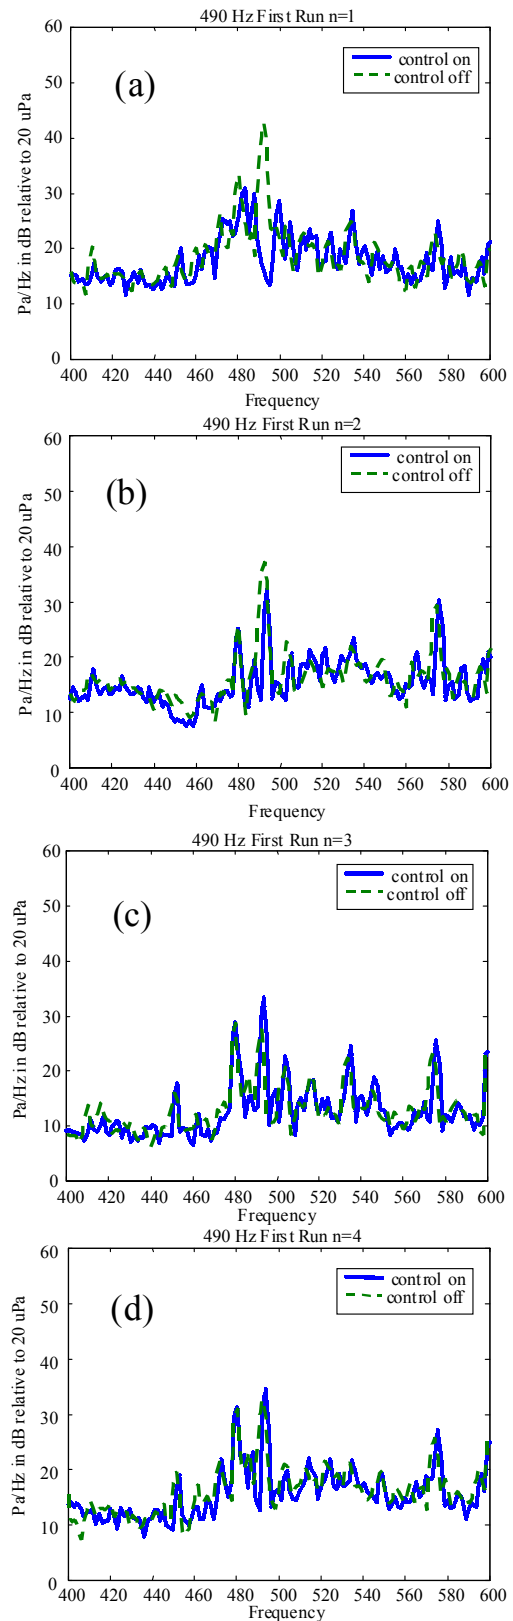 490 Hz First Run n=1
Pa/Hz in dB relative to 20 uPa
60
50
40
30
20
10
0
(a)
control on
control off
400 420 440 460 480 500 520 540 560 580 600
Frequency
490 Hz First Run n=2
Pa/Hz in dB relative to 20 uPa
60
50
40
30
20
10
0
(b)
control on
control off
400 420 440 460 480 500 520 540 560 580 600
Frequency
490 Hz First Run n=3
Pa/Hz in dB relative to 20 uPa
60
50
40
30
20
10
0
(c)
control on
control off
400 420 440 460 480 500 520 540 560 580 600
Frequency
490 Hz First Run n=4
Pa/Hz in dB relative to 20 uPa
60
50
40
30
20
10
0
(d)
control on
control off
400 420 440 460 480 500 520 540 560 580 600
Frequency